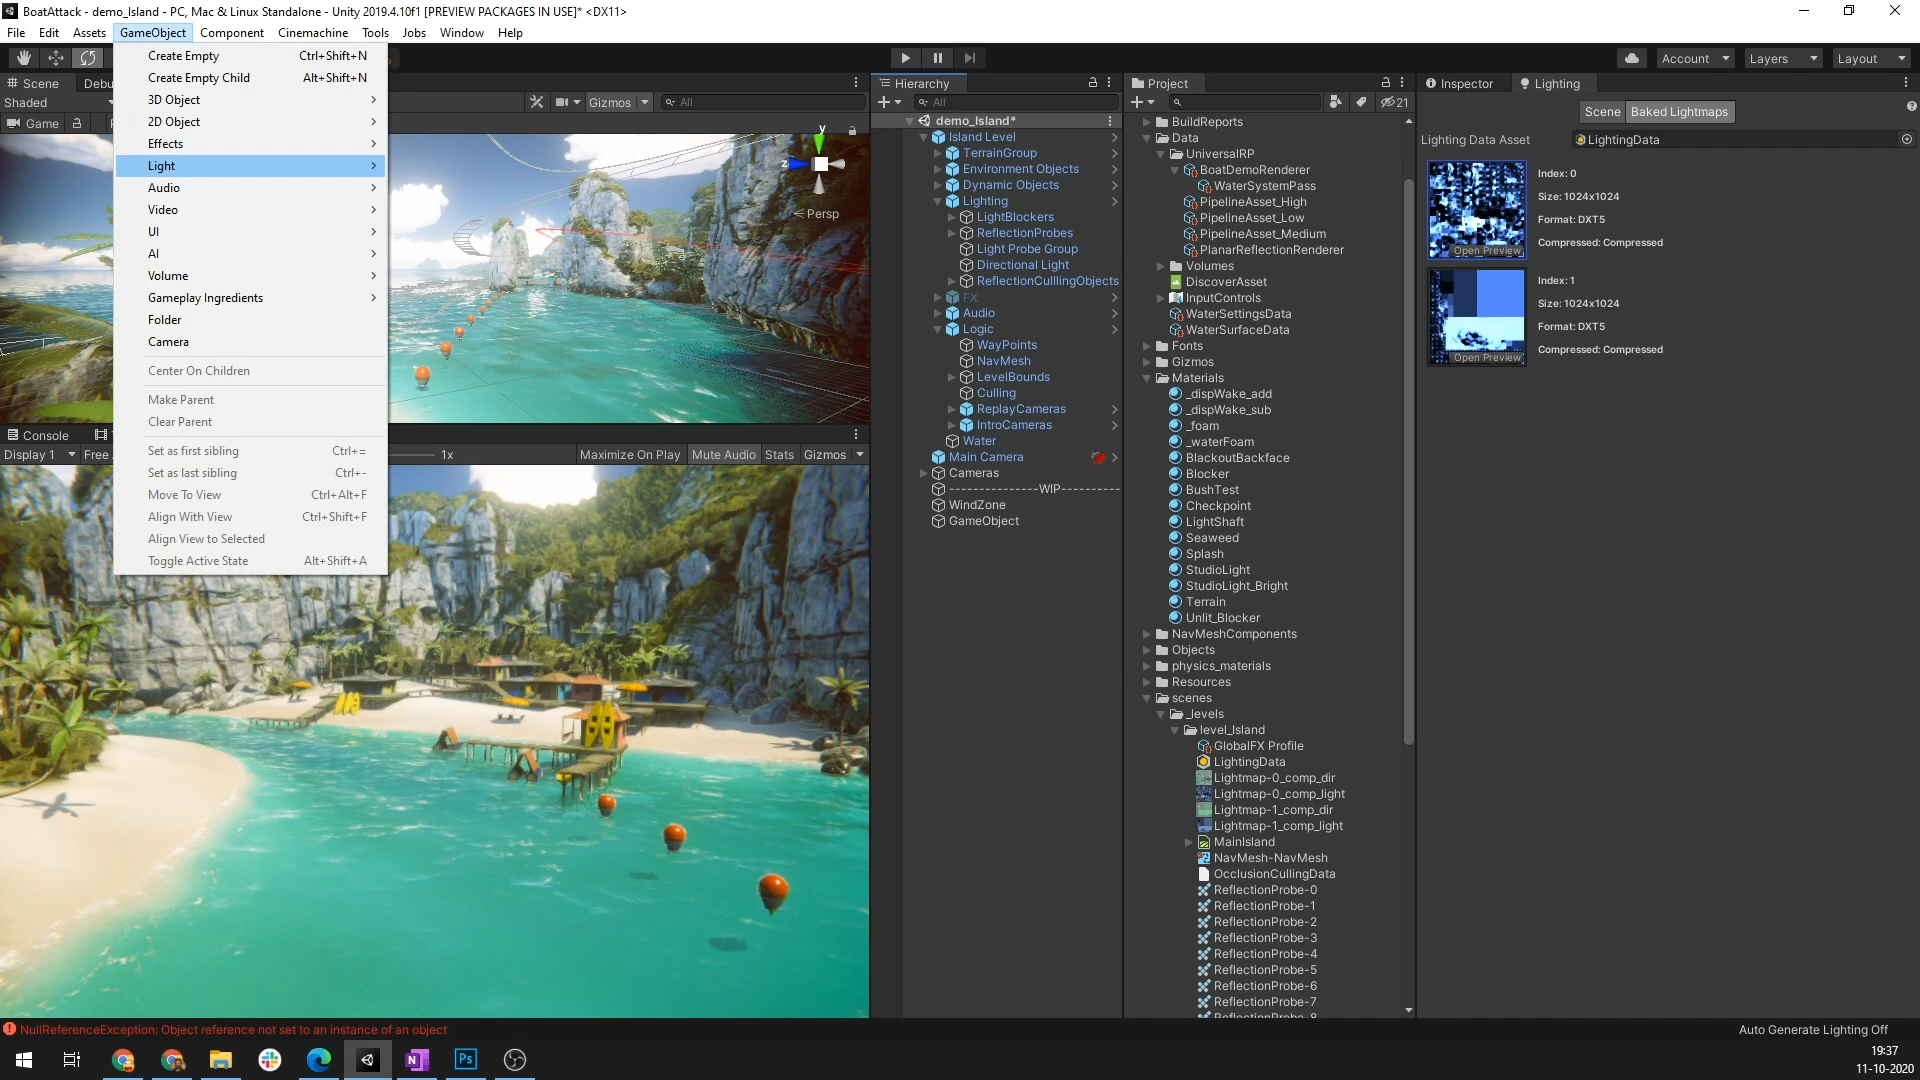 BoatAttack - demo_Island - PC, Mac & Linux Standalone - Unity 2019.4.10f1 [PREVIEW PACKAGES IN USE]* <DX11>
File Edit Assets GameObject Component Cinemachine Tools Jobs Window Help
Account Layers Layout
Scene Debu
Shaded
Gizmos All
Game
Create Empty Ctrl+Shift+N
Create Empty Child Alt+Shift+N
3D Object
2D Object
Effects
Light
Audio
Video
UI
AI
Volume
Gameplay Ingredients
Folder
Camera
Center On Children
Make Parent
Clear Parent
Set as first sibling Ctrl+=
Set as last sibling Ctrl+-
Move To View Ctrl+Alt+F
Align With View Ctrl+Shift+F
Align View to Selected
Toggle Active State Alt+Shift+A
y
z
Persp
Console
Display 1 Free 1x Maximize On Play Mute Audio Stats Gizmos
Hierarchy
All
demo_Island*
Island Level
TerrainGroup
Environment Objects
Dynamic Objects
Lighting
LightBlockers
ReflectionProbes
Light Probe Group
Directional Light
ReflectionCulllingObjects
FX
Audio
Logic
WayPoints
NavMesh
LevelBounds
Culling
ReplayCameras
IntroCameras
Water
Main Camera
Cameras
----------------WIP-----------
WindZone
GameObject
Project
21
BuildReports
Data
UniversalRP
BoatDemoRenderer
WaterSystemPass
PipelineAsset_High
PipelineAsset_Low
PipelineAsset_Medium
PlanarReflectionRenderer
Volumes
DiscoverAsset
InputControls
WaterSettingsData
WaterSurfaceData
Fonts
Gizmos
Materials
_dispWake_add
_dispWake_sub
_foam
_waterFoam
BlackoutBackface
Blocker
BushTest
Checkpoint
LightShaft
Seaweed
Splash
StudioLight
StudioLight_Bright
Terrain
Unlit_Blocker
NavMeshComponents
Objects
physics_materials
Resources
scenes
_levels
level_Island
GlobalFX Profile
LightingData
Lightmap-0_comp_dir
Lightmap-0_comp_light
Lightmap-1_comp_dir
Lightmap-1_comp_light
MainIsland
NavMesh-NavMesh
OcclusionCullingData
ReflectionProbe-0
ReflectionProbe-1
ReflectionProbe-2
ReflectionProbe-3
ReflectionProbe-4
ReflectionProbe-5
ReflectionProbe-6
ReflectionProbe-7
ReflectionProbe-8
Inspector Lighting
Scene Baked Lightmaps
Lighting Data Asset LightingData
Index: 0
Size: 1024x1024
Format: DXT5
Compressed: Compressed
Open Preview
Index: 1
Size: 1024x1024
Format: DXT5
Compressed: Compressed
Open Preview
NullReferenceException: Object reference not set to an instance of an object
Auto Generate Lighting Off
N
Ps
19:37
11-10-2020